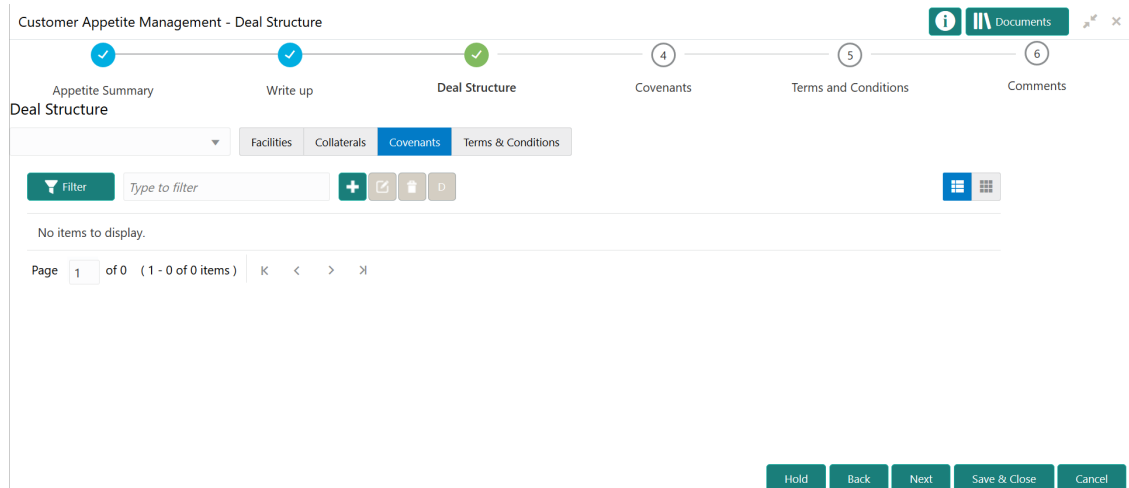 Customer Appetite Management - Deal Structure
Documents
4 5 6
Appetite Summary Write up Deal Structure Covenants Terms and Conditions Comments
Deal Structure
Facilities Collaterals Covenants Terms & Conditions
Filter Type to filter D
No items to display.
Page 1 of 0 (1 - 0 of 0 items)
Hold Back Next Save & Close Cancel